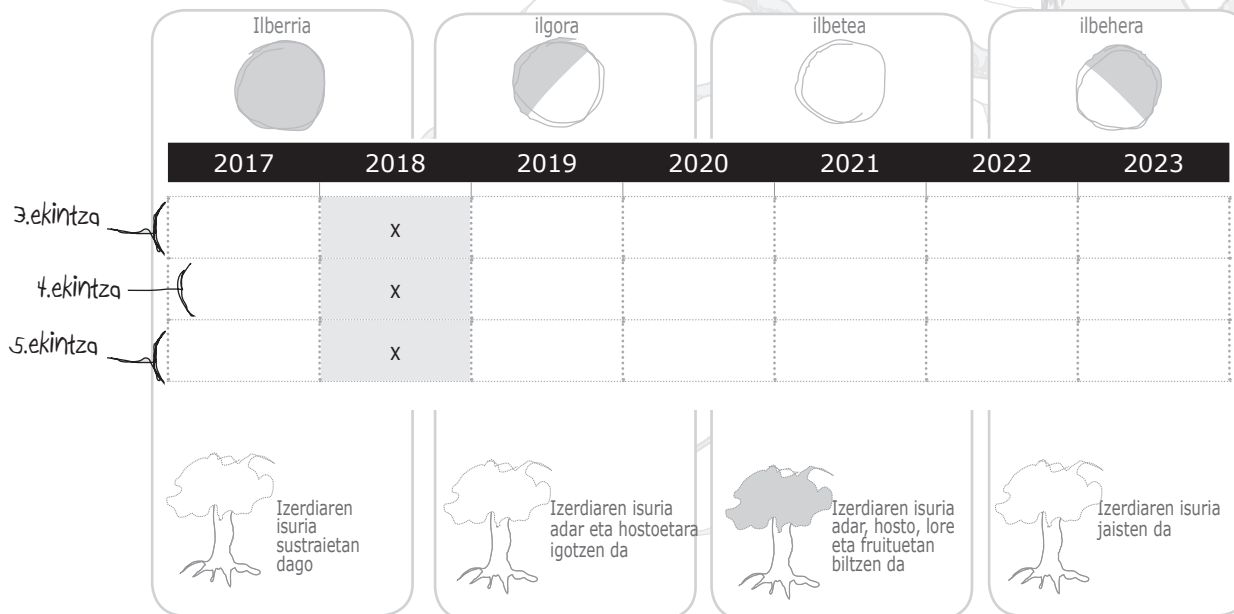 Ilberria ilgora ilbetea ilbehera
2017 2018 2019 2020 2021 2022 2023
3.ekintza x
4.ekintza x
5.ekintza x
Izerdiaren
isuria
sustraietan
dago
Izerdiaren isuria
adar eta hostoetara
igotzen da
Izerdiaren isuria
adar, hosto, lore
eta fruituetan
biltzen da
Izerdiaren isuria
jaisten da